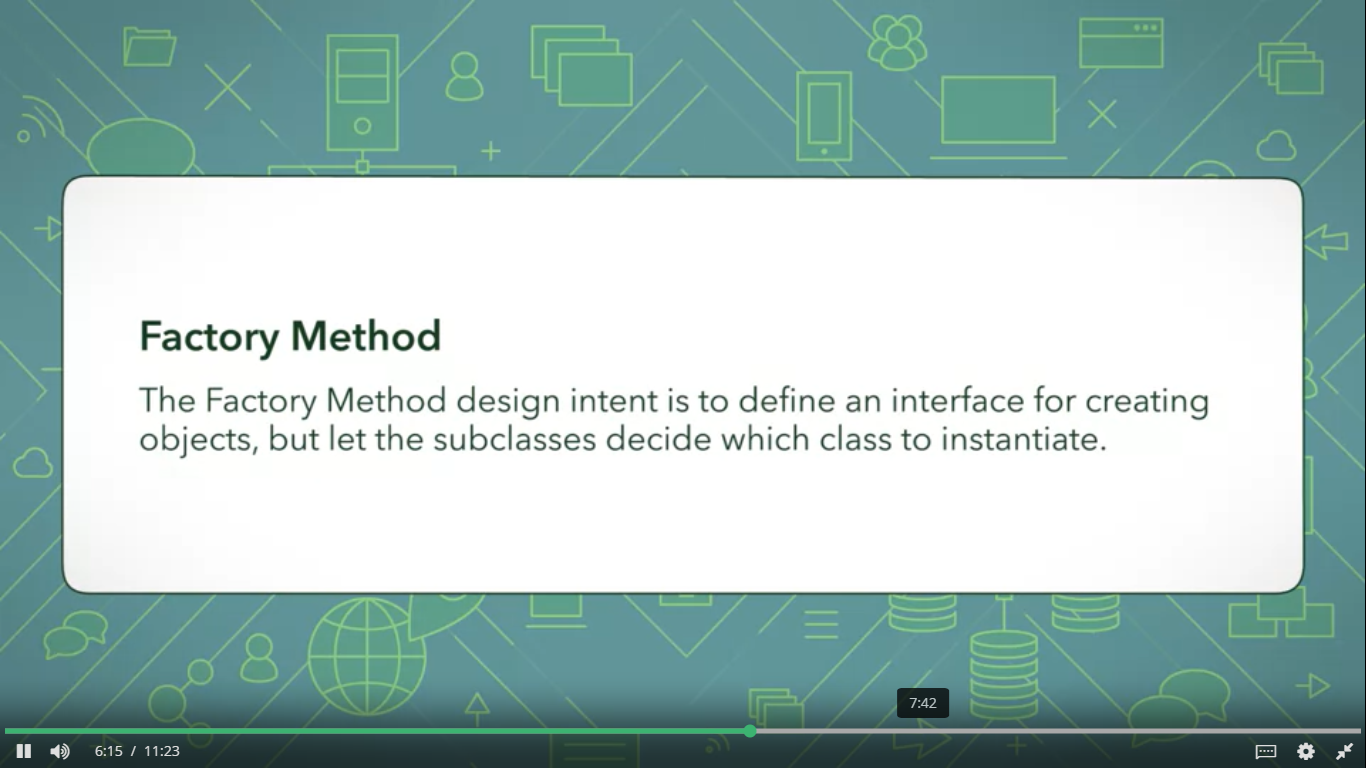 Factory Method
The Factory Method design intent is to define an interface for creating
objects, but let the subclasses decide which class to instantiate.
7:42
6:15 / 11:23